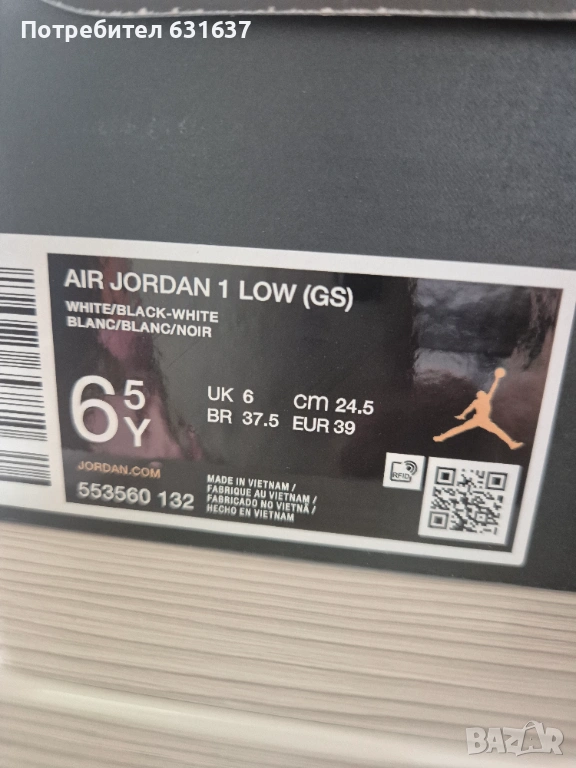 Потребител 631637
AIR JORDAN 1 LOW (GS)
WHITE/BLACK-WHITE
BLANC/BLANC/NOIR
6 5 Y
UK 6 cm 24.5
BR 37.5 EUR 39
JORDAN.COM
553560 132
MADE IN VIETNAM /
FABRIQUE AU VIETNAM /
FABRICADO NO VIETNÃ /
HECHO EN VIETNAM
RFID
BAZAR